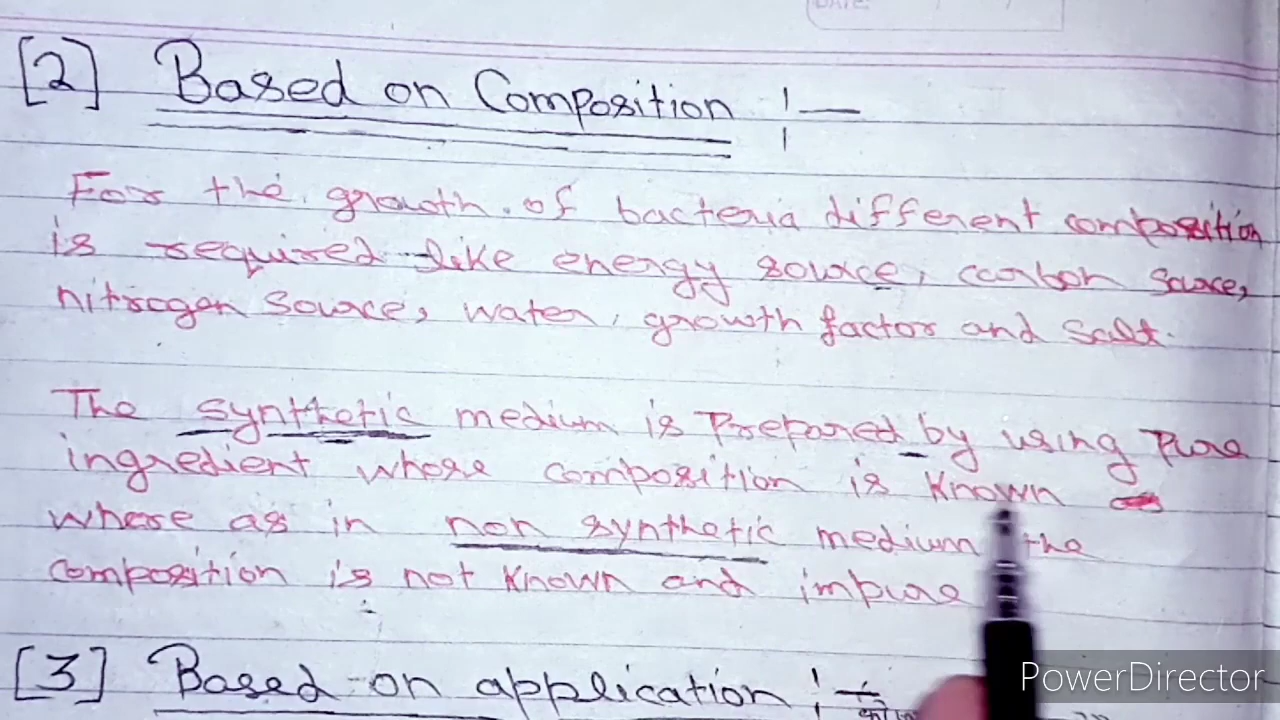 DATE:
[2] Based on Composition :—
For the growth of bacteria different composition
is required like energy source, carbon source,
nitrogen source, water, growth factor and salt.
The synthetic medium is Prepared by using Pure
ingredient whose composition is known
where as in non synthetic medium the
composition is not known and impure
[3] Based on application :—
PowerDirector